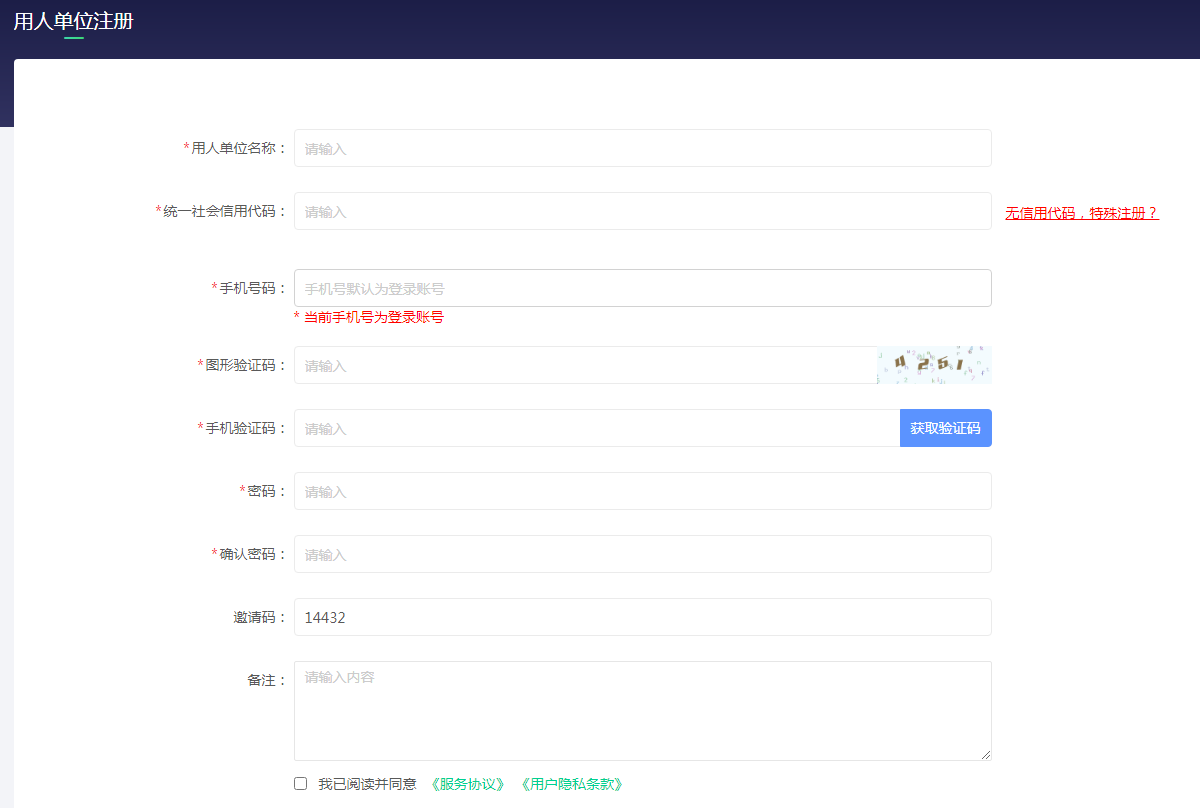 用人单位注册
*用人单位名称：
请输入
*统一社会信用代码：
请输入
无信用代码，特殊注册？
*手机号码：
手机号默认为登录账号
* 当前手机号为登录账号
*图形验证码：
请输入
4251
*手机验证码：
请输入
获取验证码
*密码：
请输入
*确认密码：
请输入
邀请码：
14432
备注：
请输入内容
我已阅读并同意 《服务协议》 《用户隐私条款》